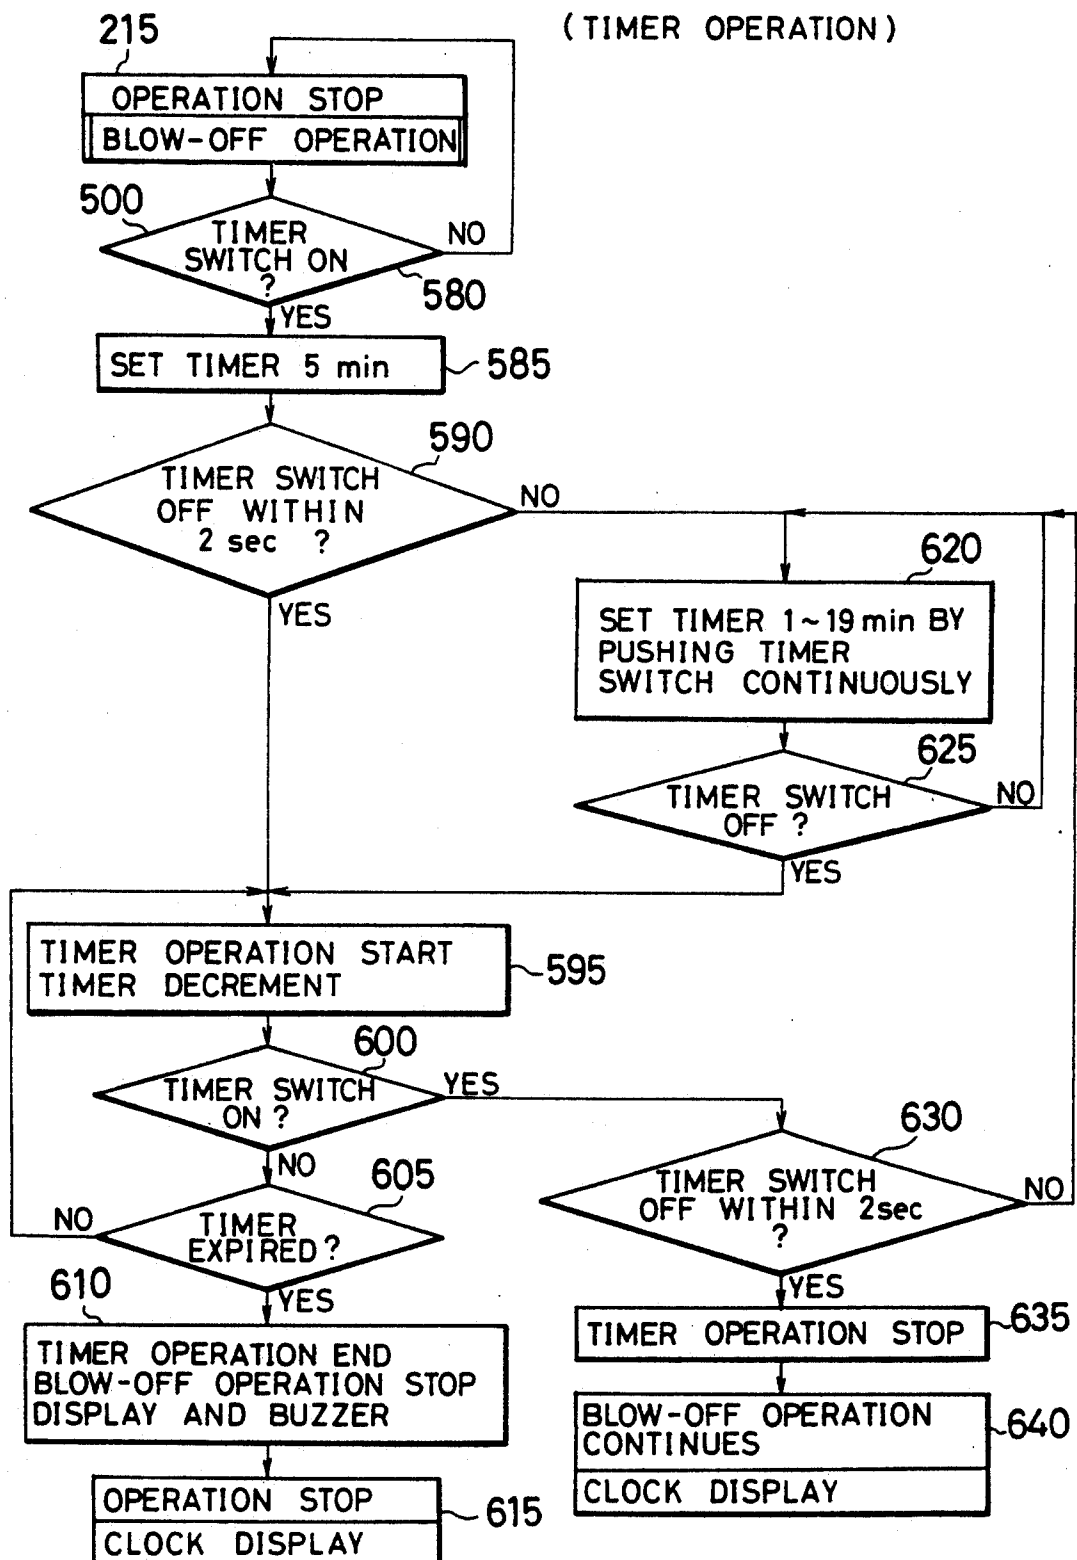 (TIMER OPERATION)
215
OPERATION STOP
BLOW-OFF OPERATION
500
TIMER
SWITCH ON
?
NO
580
YES
SET TIMER 5 min
585
590
TIMER SWITCH
OFF WITHIN
2 sec ?
NO
YES
620
SET TIMER 1~19 min BY
PUSHING TIMER
SWITCH CONTINUOUSLY
625
TIMER SWITCH
OFF ?
NO
YES
TIMER OPERATION START
TIMER DECREMENT
595
600
TIMER SWITCH
ON ?
YES
NO
605
TIMER
EXPIRED ?
NO
YES
630
TIMER SWITCH
OFF WITHIN 2sec
?
NO
YES
610
TIMER OPERATION END
BLOW-OFF OPERATION STOP
DISPLAY AND BUZZER
TIMER OPERATION STOP
635
BLOW-OFF OPERATION
CONTINUES
640
CLOCK DISPLAY
OPERATION STOP
615
CLOCK DISPLAY